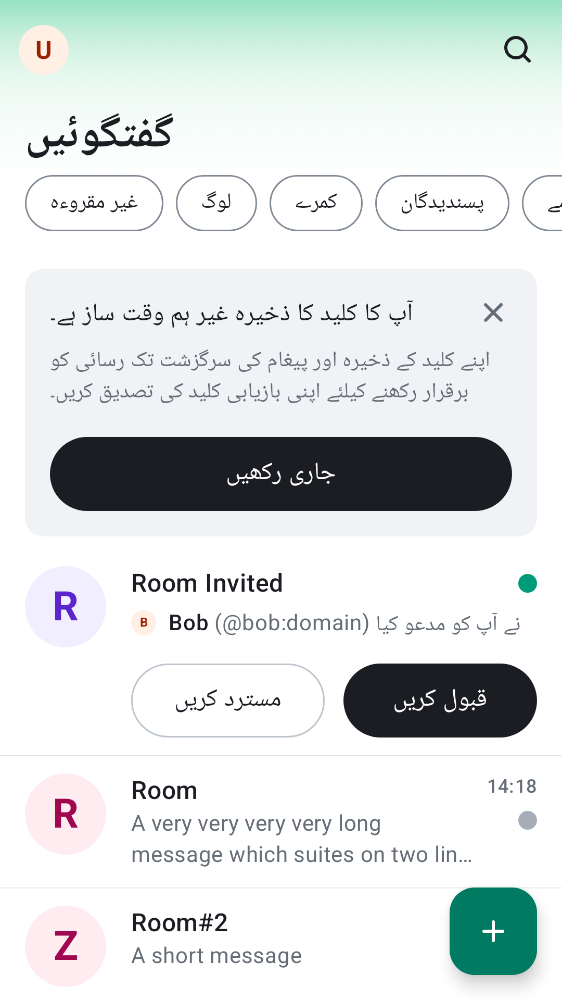 U
گفتگوئیں
غیر مقروءہ
لوگ
کمرے
پسندیدگان
آپ کا کلید کا ذخیرہ غیر ہم وقت ساز ہے۔
اپنے کلید کے ذخیرہ اور پیغام کی سرگزشت تک رسائی کو
برقرار رکھنے کیلئے اپنی بازیابی کلید کی تصدیق کریں۔
جاری رکھیں
R
Room Invited
B
Bob (@bob:domain) نے آپ کو مدعو کیا
مسترد کریں
قبول کریں
R
Room
14:18
A very very very very long
message which suites on two lin…
Z
Room#2
A short message